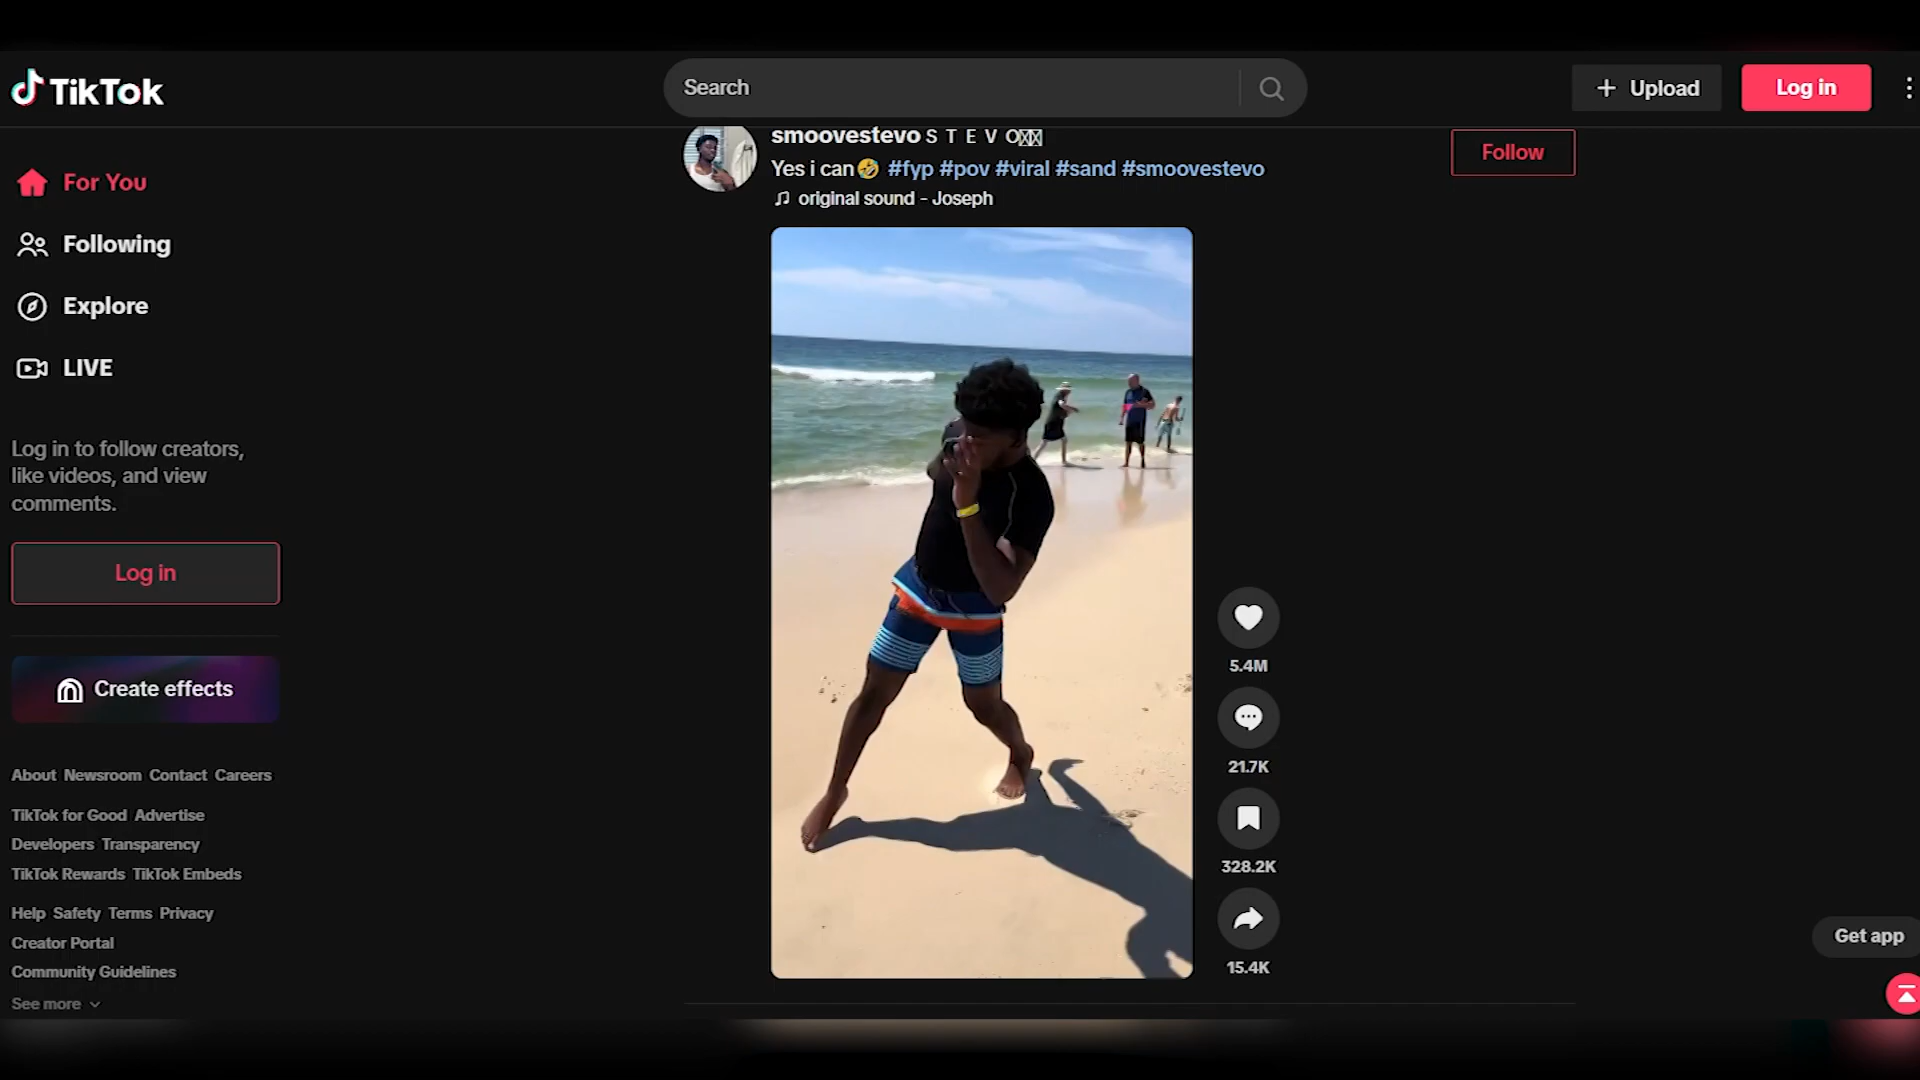 TikTok
Search
Upload
Log in
smoovestevo S T E V O
Follow
Yes i can🤣 #fyp #pov #viral #sand #smoovestevo
original sound - Joseph
For You
Following
Explore
LIVE
Log in to follow creators,
like videos, and view
comments.
Log in
Create effects
About Newsroom Contact Careers
TikTok for Good Advertise
Developers Transparency
TikTok Rewards TikTok Embeds
Help Safety Terms Privacy
Creator Portal
Community Guidelines
See more
5.4M
21.7K
328.2K
15.4K
Get app